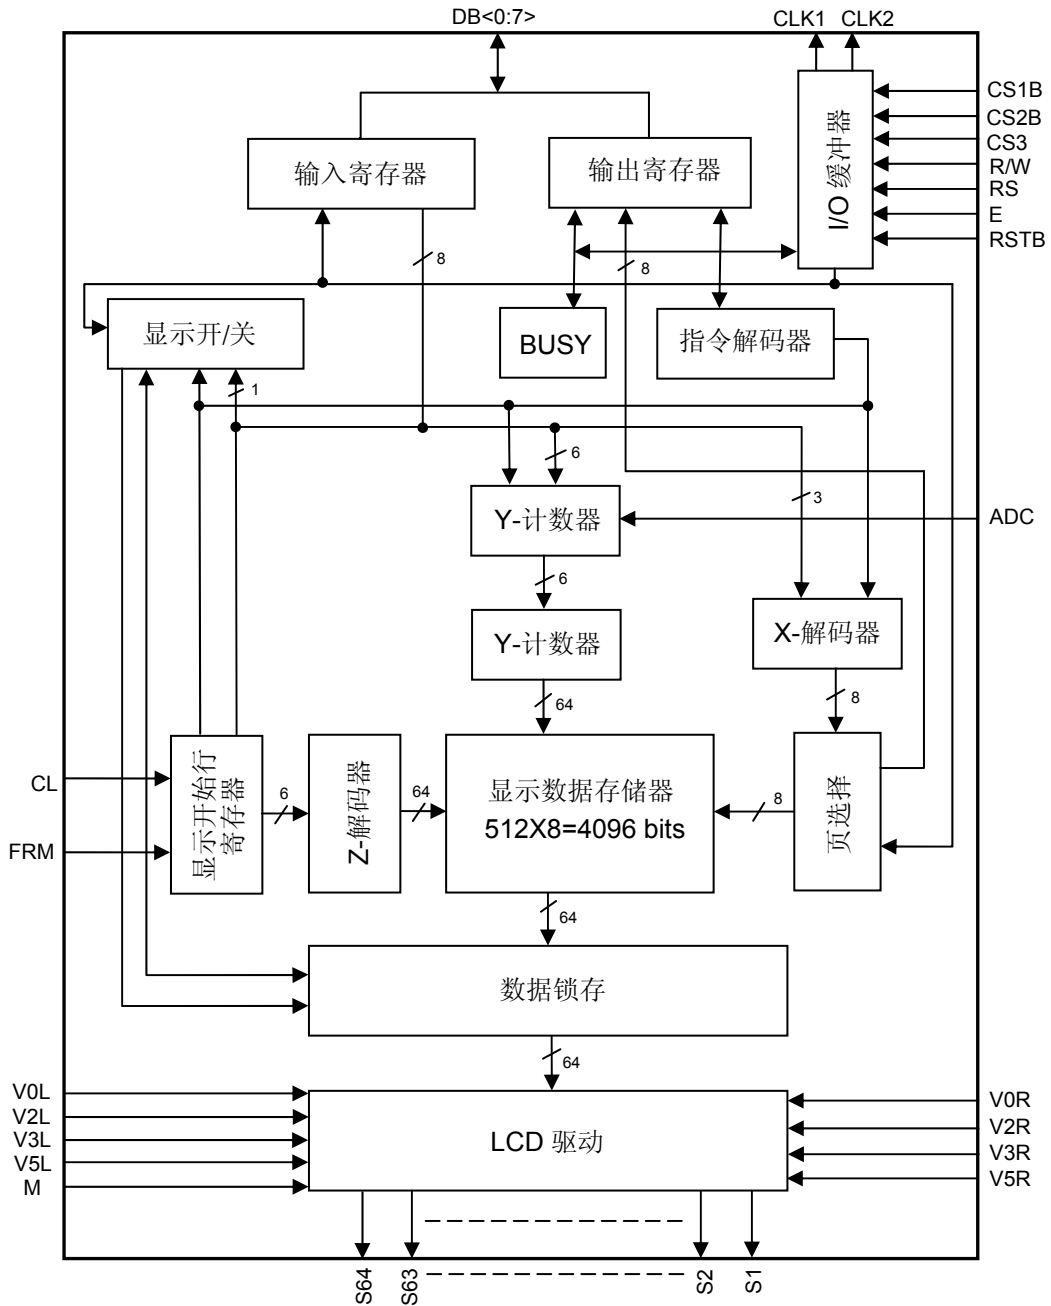 DB<0:7>
CLK1
CLK2
CS1B
CS2B
CS3
R/W
RS
E
RSTB
I/O 缓冲器
输入寄存器
输出寄存器
8
8
显示开/关
BUSY
指令解码器
1
6
3
Y-计数器
ADC
6
Y-计数器
X-解码器
64
8
CL
FRM
显示开始行
寄存器
6
Z-解码器
64
显示数据存储器
512X8=4096 bits
8
页选择
64
数据锁存
64
V0L
V2L
V3L
V5L
M
LCD 驱动
V0R
V2R
V3R
V5R
S64
S63
S2
S1